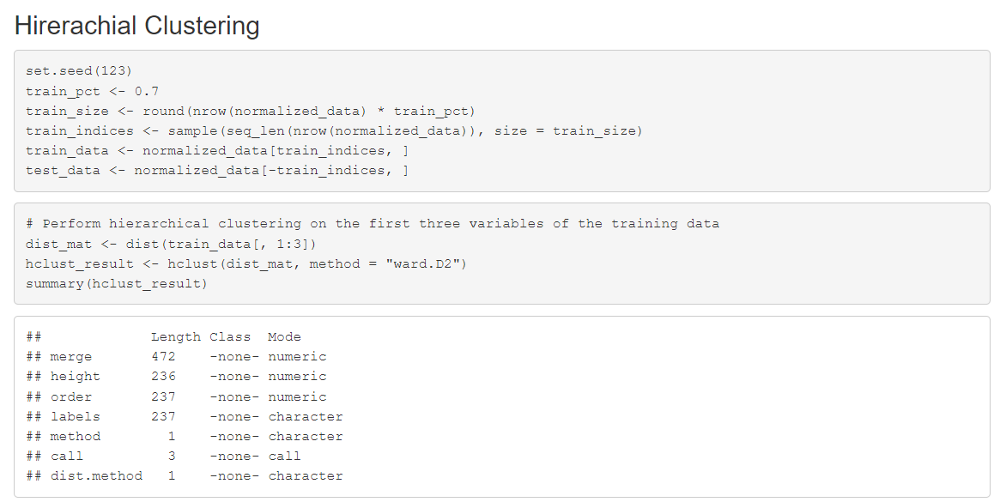 Hirerachial Clustering
set.seed(123)
train_pct <- 0.7
train_size <- round(nrow(normalized_data) * train_pct)
train_indices <- sample(seq_len(nrow(normalized_data)), size = train_size)
train_data <- normalized_data[train_indices, ]
test_data <- normalized_data[-train_indices, ]
# Perform hierarchical clustering on the first three variables of the training data
dist_mat <- dist(train_data[, 1:3])
hclust_result <- hclust(dist_mat, method = "ward.D2")
summary(hclust_result)
##             Length Class  Mode
## merge       472    -none- numeric
## height      236    -none- numeric
## order       237    -none- numeric
## labels      237    -none- character
## method        1    -none- character
## call          3    -none- call
## dist.method   1    -none- character